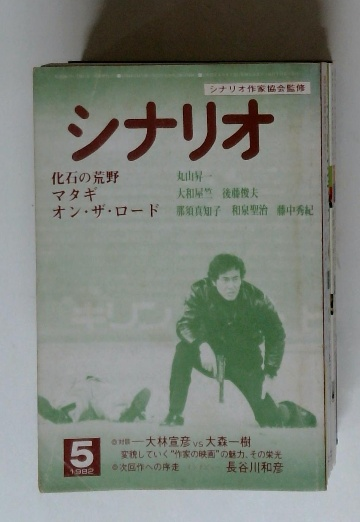 シナリオ作家協会監修
シナリオ
化石の荒野 丸山昇一
マタギ 大和屋竺 後藤俊夫
オン・ザ・ロード 那須真知子 和泉聖治 藤中秀紀
5
1982
◎対談—大林宣彦VS大森一樹
変貌していく"作家の映画"の魅力、その栄光
◎次回作への序走 長谷川和彦